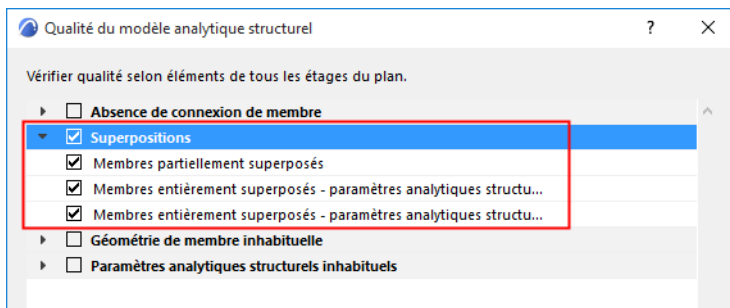 Qualité du modèle analytique structurel ?
Vérifier qualité selon éléments de tous les étages du plan.
Absence de connexion de membre
Superpositions
Membres partiellement superposés
Membres entièrement superposés - paramètres analytiques structu...
Membres entièrement superposés - paramètres analytiques structu...
Géométrie de membre inhabituelle
Paramètres analytiques structurels inhabituels